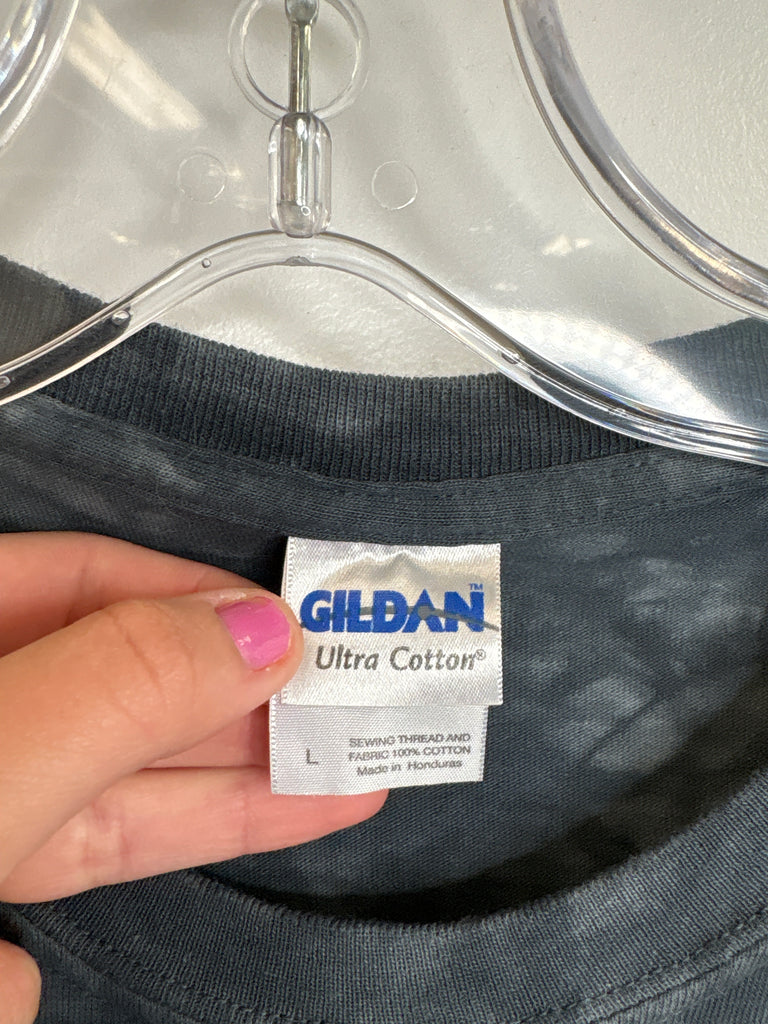 GILDAN™
Ultra Cotton®
L
SEWING THREAD AND
FABRIC 100% COTTON
Made in Honduras